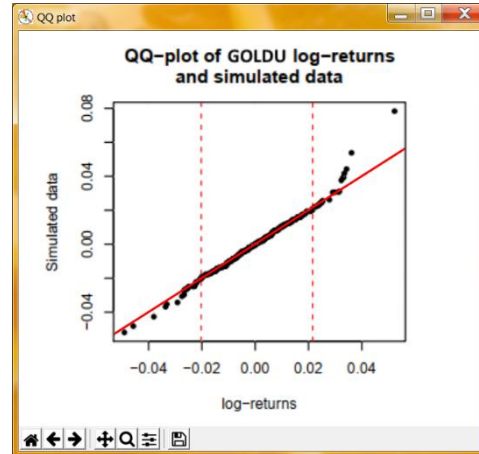 QQ plot
QQ-plot of GOLDU log-returns
and simulated data
0.08
0.04
0.00
-0.04
Simulated data
-0.04 -0.02 0.00 0.02 0.04
log-returns